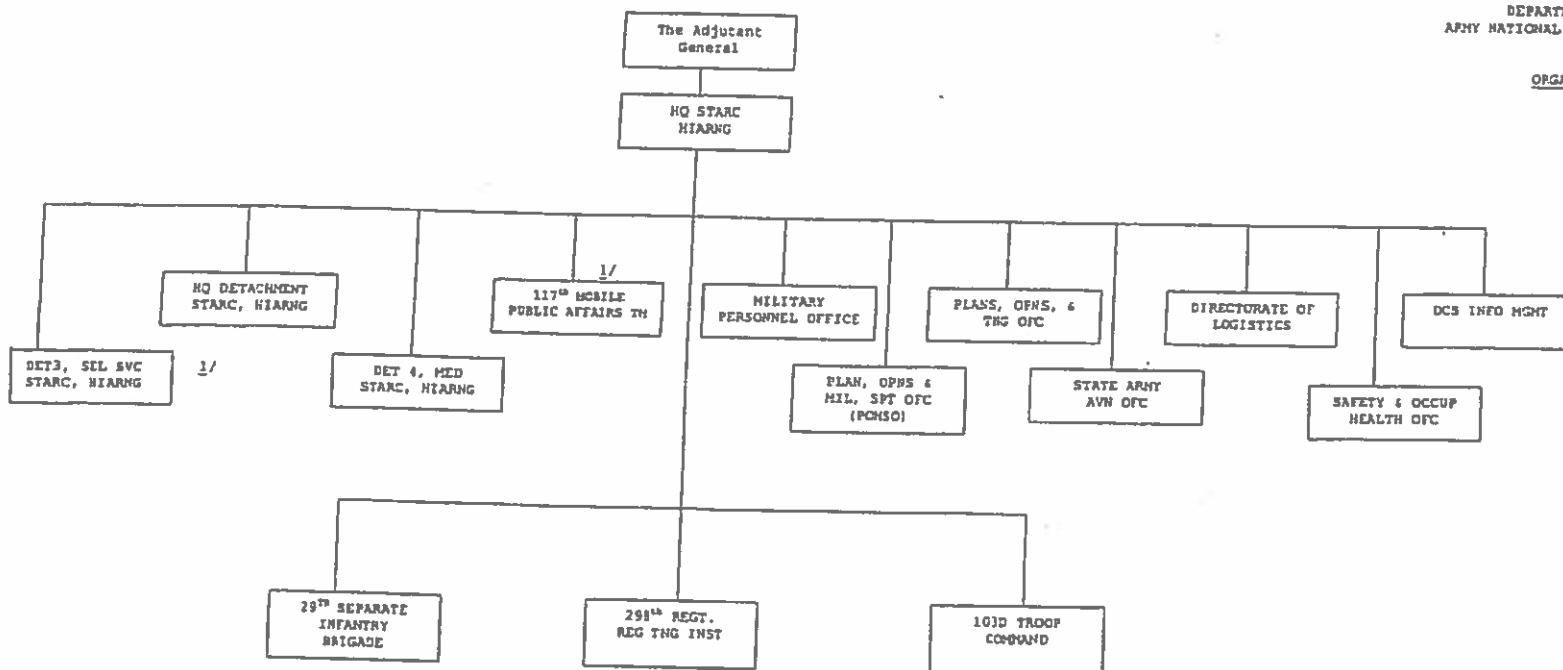 DEPART
ARMY NATIONAL
ORGA
The Adjutant
General
HQ STARC
HIARNG
HQ DETACHMENT
STARC, HIARNG
1/
117th MOBILE
PUBLIC AFFAIRS TM
MILITARY
PERSONNEL OFFICE
PLANS, OPNS, &
TNG OFC
DIRECTORATE OF
LOGISTICS
DCS INFO MGMT
DET3, SEL SVC
STARC, HIARNG
1/
DET 4, MED
STARC, HIARNG
PLAN, OPNS &
MIL, SPT OFC
(POMSO)
STATE ARMY
AVN OFC
SAFETY & OCCUP
HEALTH OFC
29TH SEPARATE
INFANTRY
BRIGADE
298th REGT.
REG TNG INST
103D TROOP
COMMAND